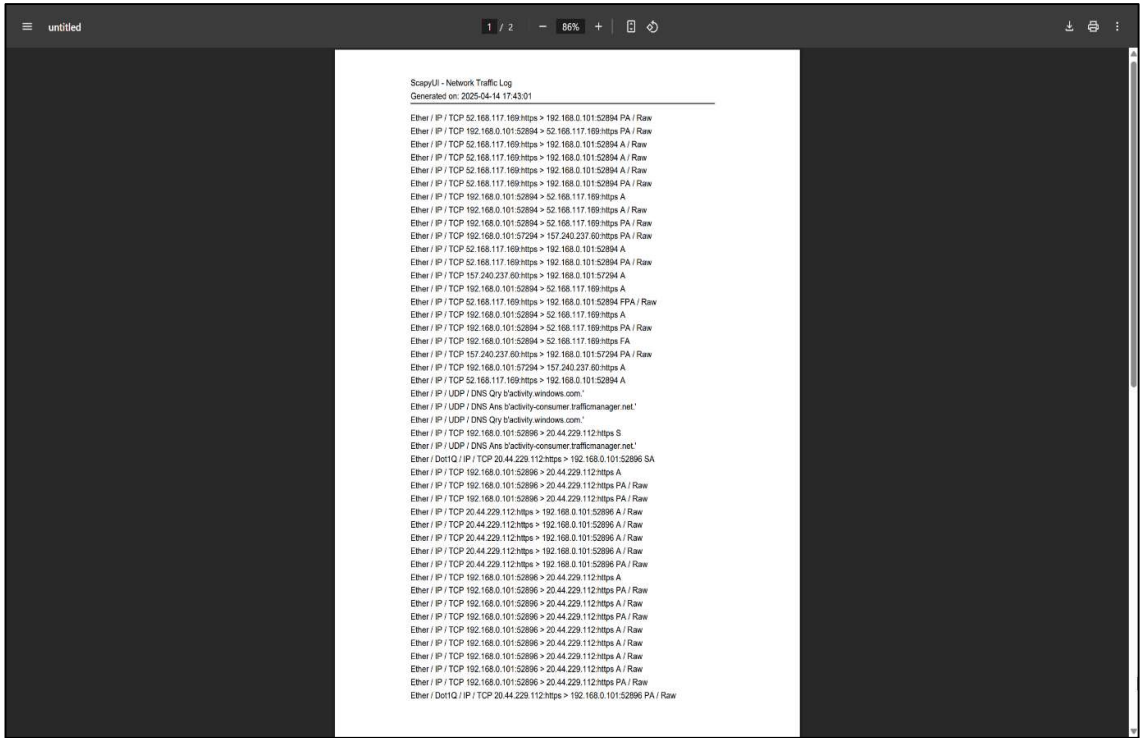 untitled
1 / 2
86%
ScapyUI - Network Traffic Log
Generated on: 2025-04-14 17:43:01
Ether / IP / TCP 52.168.117.169:https > 192.168.0.101:52894 PA / Raw
Ether / IP / TCP 192.168.0.101:52894 > 52.168.117.169:https PA / Raw
Ether / IP / TCP 52.168.117.169:https > 192.168.0.101:52894 A / Raw
Ether / IP / TCP 52.168.117.169:https > 192.168.0.101:52894 A / Raw
Ether / IP / TCP 52.168.117.169:https > 192.168.0.101:52894 A / Raw
Ether / IP / TCP 52.168.117.169:https > 192.168.0.101:52894 PA / Raw
Ether / IP / TCP 192.168.0.101:52894 > 52.168.117.169:https A
Ether / IP / TCP 192.168.0.101:52894 > 52.168.117.169:https A / Raw
Ether / IP / TCP 192.168.0.101:52894 > 52.168.117.169:https PA / Raw
Ether / IP / TCP 192.168.0.101:57294 > 157.240.237.60:https PA / Raw
Ether / IP / TCP 52.168.117.169:https > 192.168.0.101:52894 A
Ether / IP / TCP 52.168.117.169:https > 192.168.0.101:52894 PA / Raw
Ether / IP / TCP 157.240.237.60:https > 192.168.0.101:57294 A
Ether / IP / TCP 192.168.0.101:52894 > 52.168.117.169:https A
Ether / IP / TCP 52.168.117.169:https > 192.168.0.101:52894 FPA / Raw
Ether / IP / TCP 192.168.0.101:52894 > 52.168.117.169:https A
Ether / IP / TCP 192.168.0.101:52894 > 52.168.117.169:https PA / Raw
Ether / IP / TCP 192.168.0.101:52894 > 52.168.117.169:https FA
Ether / IP / TCP 157.240.237.60:https > 192.168.0.101:57294 PA / Raw
Ether / IP / TCP 192.168.0.101:57294 > 157.240.237.60:https A
Ether / IP / TCP 52.168.117.169:https > 192.168.0.101:52894 A
Ether / IP / UDP / DNS Qry b'activity.windows.com.'
Ether / IP / UDP / DNS Ans b'activity-consumer.trafficmanager.net.'
Ether / IP / UDP / DNS Qry b'activity.windows.com.'
Ether / IP / TCP 192.168.0.101:52896 > 20.44.229.112:https S
Ether / IP / UDP / DNS Ans b'activity-consumer.trafficmanager.net.'
Ether / Dot1Q / IP / TCP 20.44.229.112:https > 192.168.0.101:52896 SA
Ether / IP / TCP 192.168.0.101:52896 > 20.44.229.112:https A
Ether / IP / TCP 192.168.0.101:52896 > 20.44.229.112:https PA / Raw
Ether / IP / TCP 192.168.0.101:52896 > 20.44.229.112:https PA / Raw
Ether / IP / TCP 20.44.229.112:https > 192.168.0.101:52896 A / Raw
Ether / IP / TCP 20.44.229.112:https > 192.168.0.101:52896 A / Raw
Ether / IP / TCP 20.44.229.112:https > 192.168.0.101:52896 A / Raw
Ether / IP / TCP 20.44.229.112:https > 192.168.0.101:52896 A / Raw
Ether / IP / TCP 20.44.229.112:https > 192.168.0.101:52896 PA / Raw
Ether / IP / TCP 192.168.0.101:52896 > 20.44.229.112:https A
Ether / IP / TCP 192.168.0.101:52896 > 20.44.229.112:https PA / Raw
Ether / IP / TCP 192.168.0.101:52896 > 20.44.229.112:https A / Raw
Ether / IP / TCP 192.168.0.101:52896 > 20.44.229.112:https PA / Raw
Ether / IP / TCP 192.168.0.101:52896 > 20.44.229.112:https A / Raw
Ether / IP / TCP 192.168.0.101:52896 > 20.44.229.112:https A / Raw
Ether / IP / TCP 192.168.0.101:52896 > 20.44.229.112:https A / Raw
Ether / IP / TCP 192.168.0.101:52896 > 20.44.229.112:https A / Raw
Ether / IP / TCP 192.168.0.101:52896 > 20.44.229.112:https PA / Raw
Ether / Dot1Q / IP / TCP 20.44.229.112:https > 192.168.0.101:52896 PA / Raw